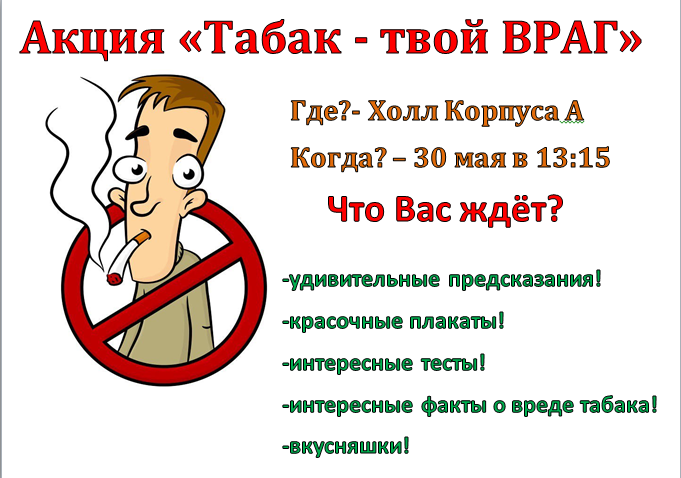 Акция «Табак - твой ВРАГ»
Где?- Холл Корпуса А
Когда? – 30 мая в 13:15
Что Вас ждёт?
-удивительные предсказания!
-красочные плакаты!
-интересные тесты!
-интересные факты о вреде табака!
-вкусняшки!